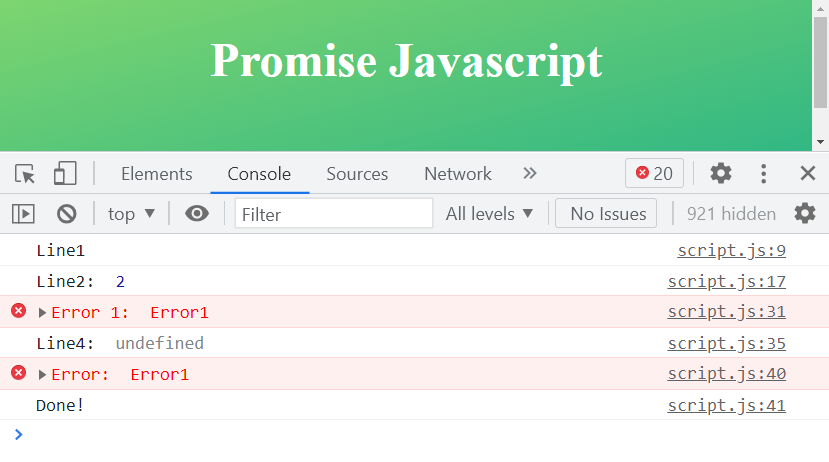 Promise Javascript
Elements Console Sources Network » 20
top ▼ Filter All levels ▼ No Issues 921 hidden
Line1 script.js:9
Line2: 2 script.js:17
Error 1: Error1 script.js:31
Line4: undefined script.js:35
Error: Error1 script.js:40
Done! script.js:41